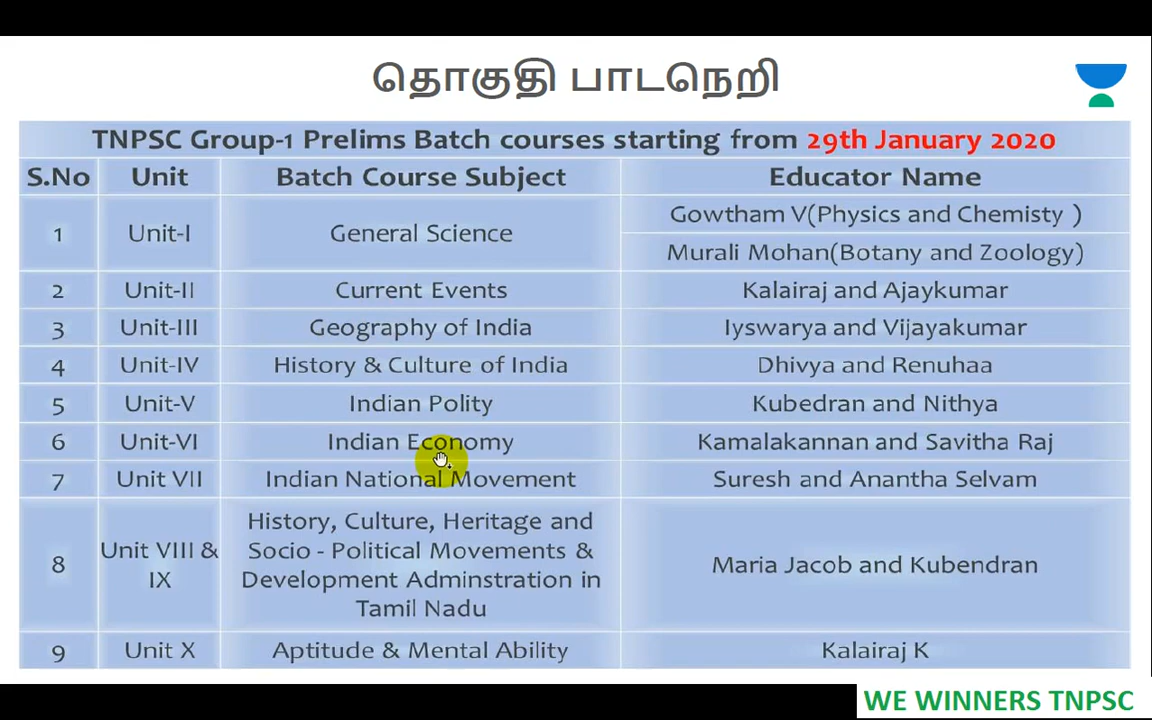 தொகுதி பாடநெறி
TNPSC Group-1 Prelims Batch courses starting from 29th January 2020
S.No Unit Batch Course Subject Educator Name
1 Unit-I General Science Gowtham V(Physics and Chemisty )
Murali Mohan(Botany and Zoology)
2 Unit-II Current Events Kalairaj and Ajaykumar
3 Unit-III Geography of India Iyswarya and Vijayakumar
4 Unit-IV History & Culture of India Dhivya and Renuhaa
5 Unit-V Indian Polity Kubedran and Nithya
6 Unit-VI Indian Economy Kamalakannan and Savitha Raj
7 Unit VII Indian National Movement Suresh and Anantha Selvam
8 Unit VIII & IX History, Culture, Heritage and
Socio - Political Movements &
Development Adminstration in
Tamil Nadu Maria Jacob and Kubendran
9 Unit X Aptitude & Mental Ability Kalairaj K
WE WINNERS TNPSC